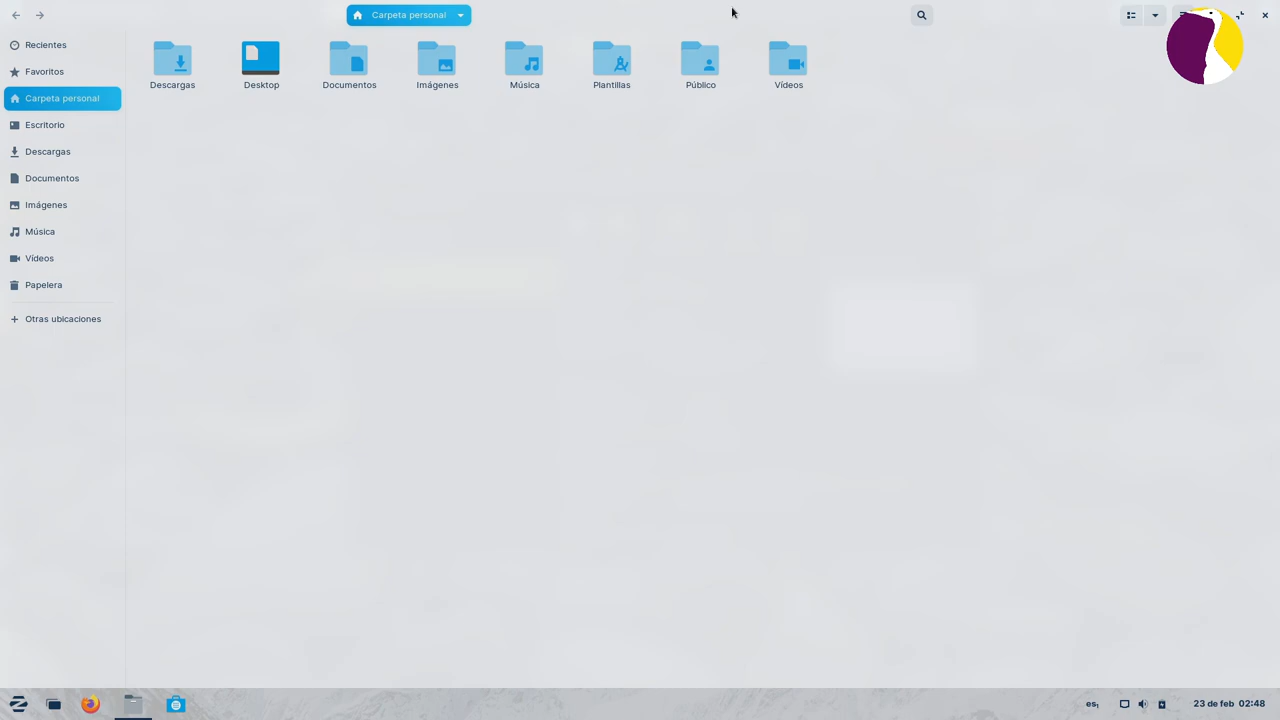 Carpeta personal
Recientes
Favoritos
Carpeta personal
Escritorio
Descargas
Documentos
Imágenes
Música
Vídeos
Papelera
Otras ubicaciones
Descargas
Desktop
Documentos
Imágenes
Música
Plantillas
Público
Vídeos
es₁
23 de feb 02:48